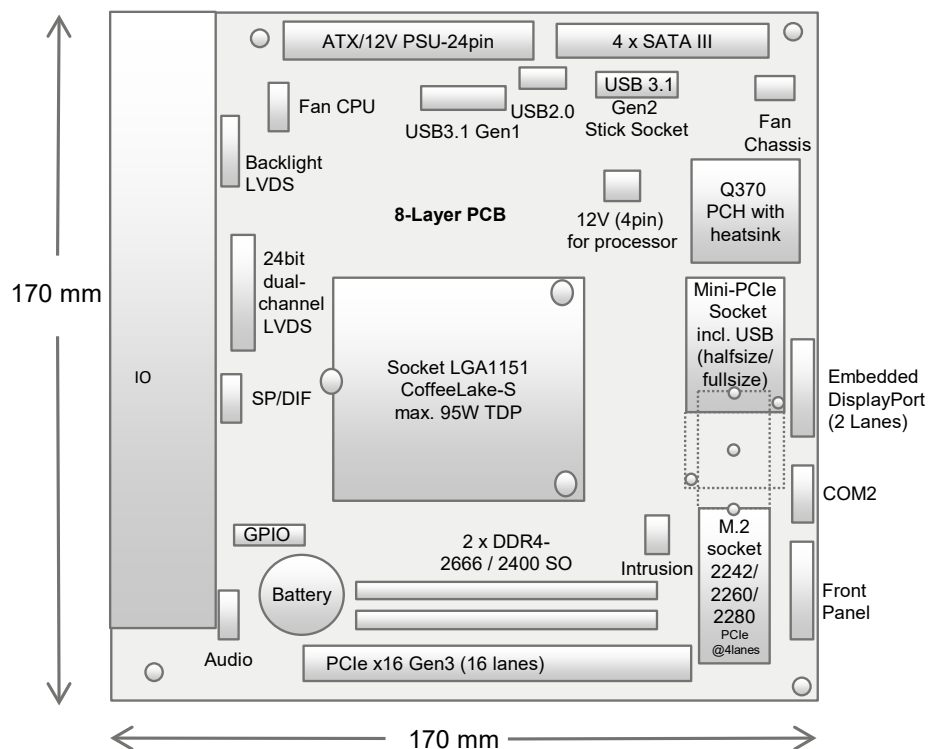 ATX/12V PSU-24pin
4 x SATA III
Fan CPU
USB3.1 Gen1
USB2.0
USB 3.1
Gen2
Stick Socket
Fan
Chassis
Backlight
LVDS
8-Layer PCB
12V (4pin)
for processor
Q370
PCH with
heatsink
170 mm
24bit
dual-
channel
LVDS
Mini-PCIe
Socket
incl. USB
(halfsize/
fullsize)
IO
SP/DIF
Socket LGA1151
CoffeeLake-S
max. 95W TDP
Embedded
DisplayPort
(2 Lanes)
COM2
GPIO
2 x DDR4-
2666 / 2400 SO
Intrusion
M.2
socket
2242/
2260/
2280
PCIe
@4lanes
Battery
Front
Panel
Audio
PCIe x16 Gen3 (16 lanes)
170 mm